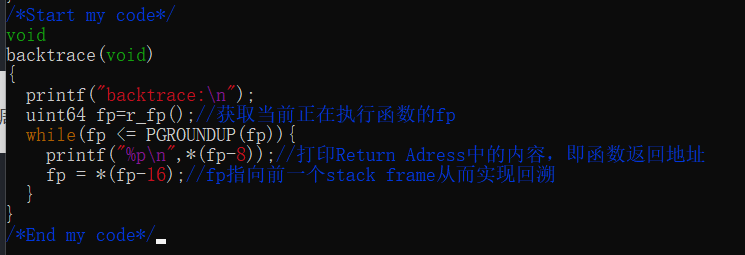 /*Start my code*/
void
backtrace(void)
{
  printf("backtrace:\n");
  uint64 fp=r_fp();//获取当前正在执行函数的fp
  while(fp <= PGROUNDUP(fp)){
    printf("%p\n",*(fp-8));//打印Return Adress中的内容，即函数返回地址
    fp = *(fp-16);//fp指向前一个stack frame从而实现回溯
  }
}
/*End my code*/